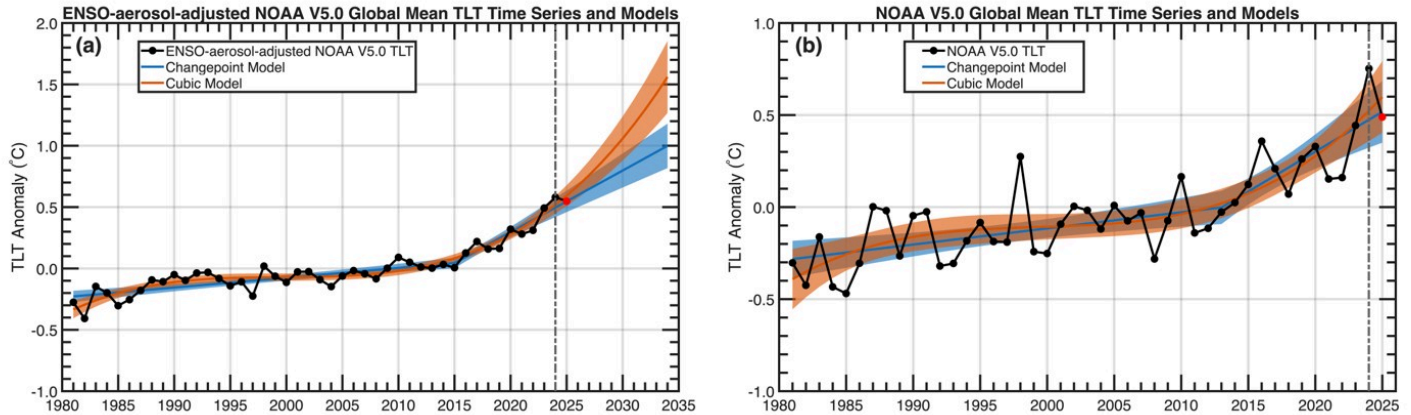 ENSO-aerosol-adjusted NOAA V5.0 Global Mean TLT Time Series and Models
(a)
ENSO-aerosol-adjusted NOAA V5.0 TLT
Changepoint Model
Cubic Model
TLT Anomaly (°C)
2.0
1.5
1.0
0.5
0.0
-0.5
-1.0
1980 1985 1990 1995 2000 2005 2010 2015 2020 2025 2030 2035
NOAA V5.0 Global Mean TLT Time Series and Models
(b)
NOAA V5.0 TLT
Changepoint Model
Cubic Model
TLT Anomaly (°C)
1.0
0.5
0.0
-0.5
-1.0
1980 1985 1990 1995 2000 2005 2010 2015 2020 2025